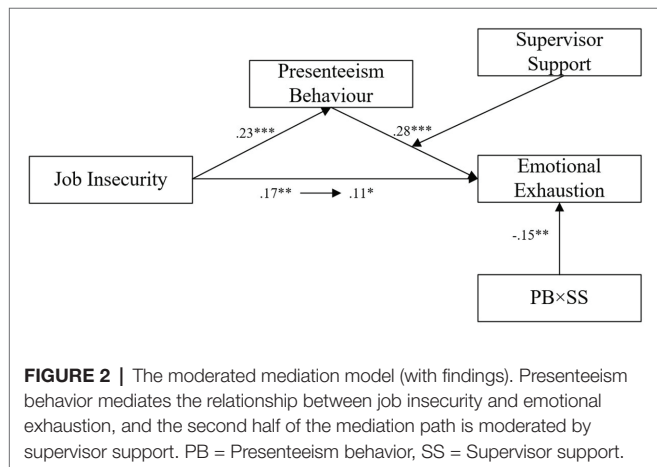 Supervisor
Support
Presenteeism
Behaviour
.23***
.28***
Job Insecurity
Emotional
Exhaustion
.17**
.11*
-.15**
PB×SS
FIGURE 2 | The moderated mediation model (with findings). Presenteeism
behavior mediates the relationship between job insecurity and emotional
exhaustion, and the second half of the mediation path is moderated by
supervisor support. PB = Presenteeism behavior, SS = Supervisor support.